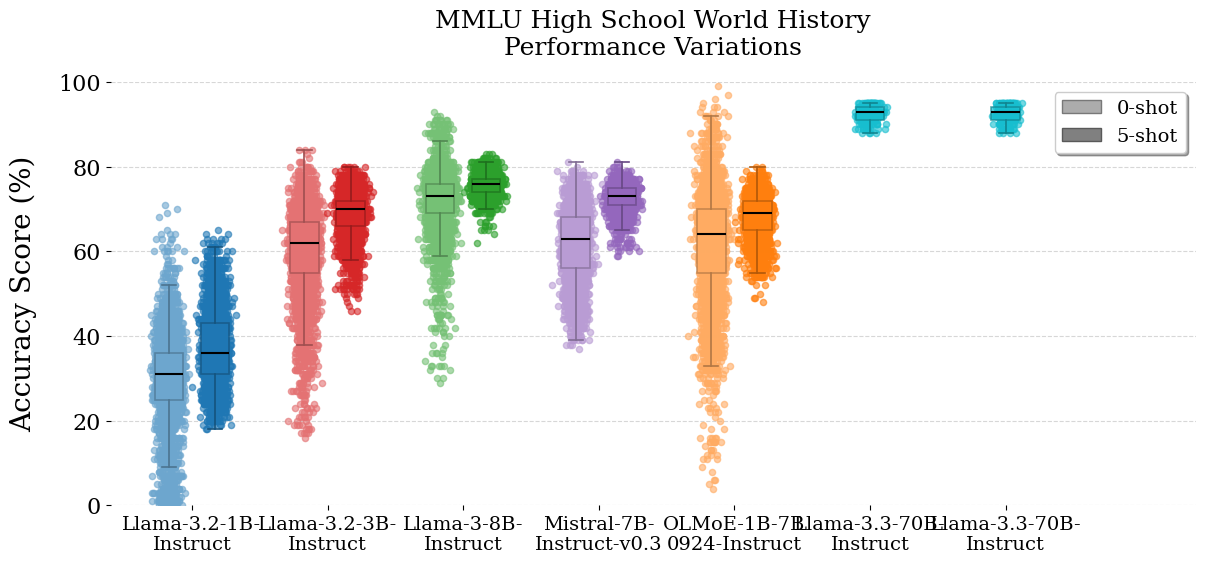 MMLU High School World History
Performance Variations
Accuracy Score (%)
100
80
60
40
20
0
0-shot
5-shot
Llama-3.2-1B-
Instruct
Llama-3.2-3B-
Instruct
Llama-3-8B-
Instruct
Mistral-7B-
Instruct-v0.3
OLMoE-1B-7B-
0924-Instruct
Llama-3.3-70B-
Instruct
Llama-3.3-70B-
Instruct